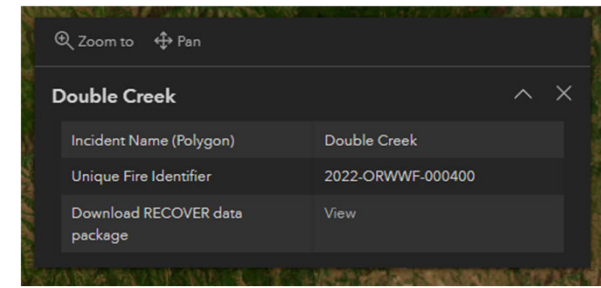 Zoom to Pan
Double Creek
Incident Name (Polygon) Double Creek
Unique Fire Identifier 2022-ORWWF-000400
Download RECOVER data View
package